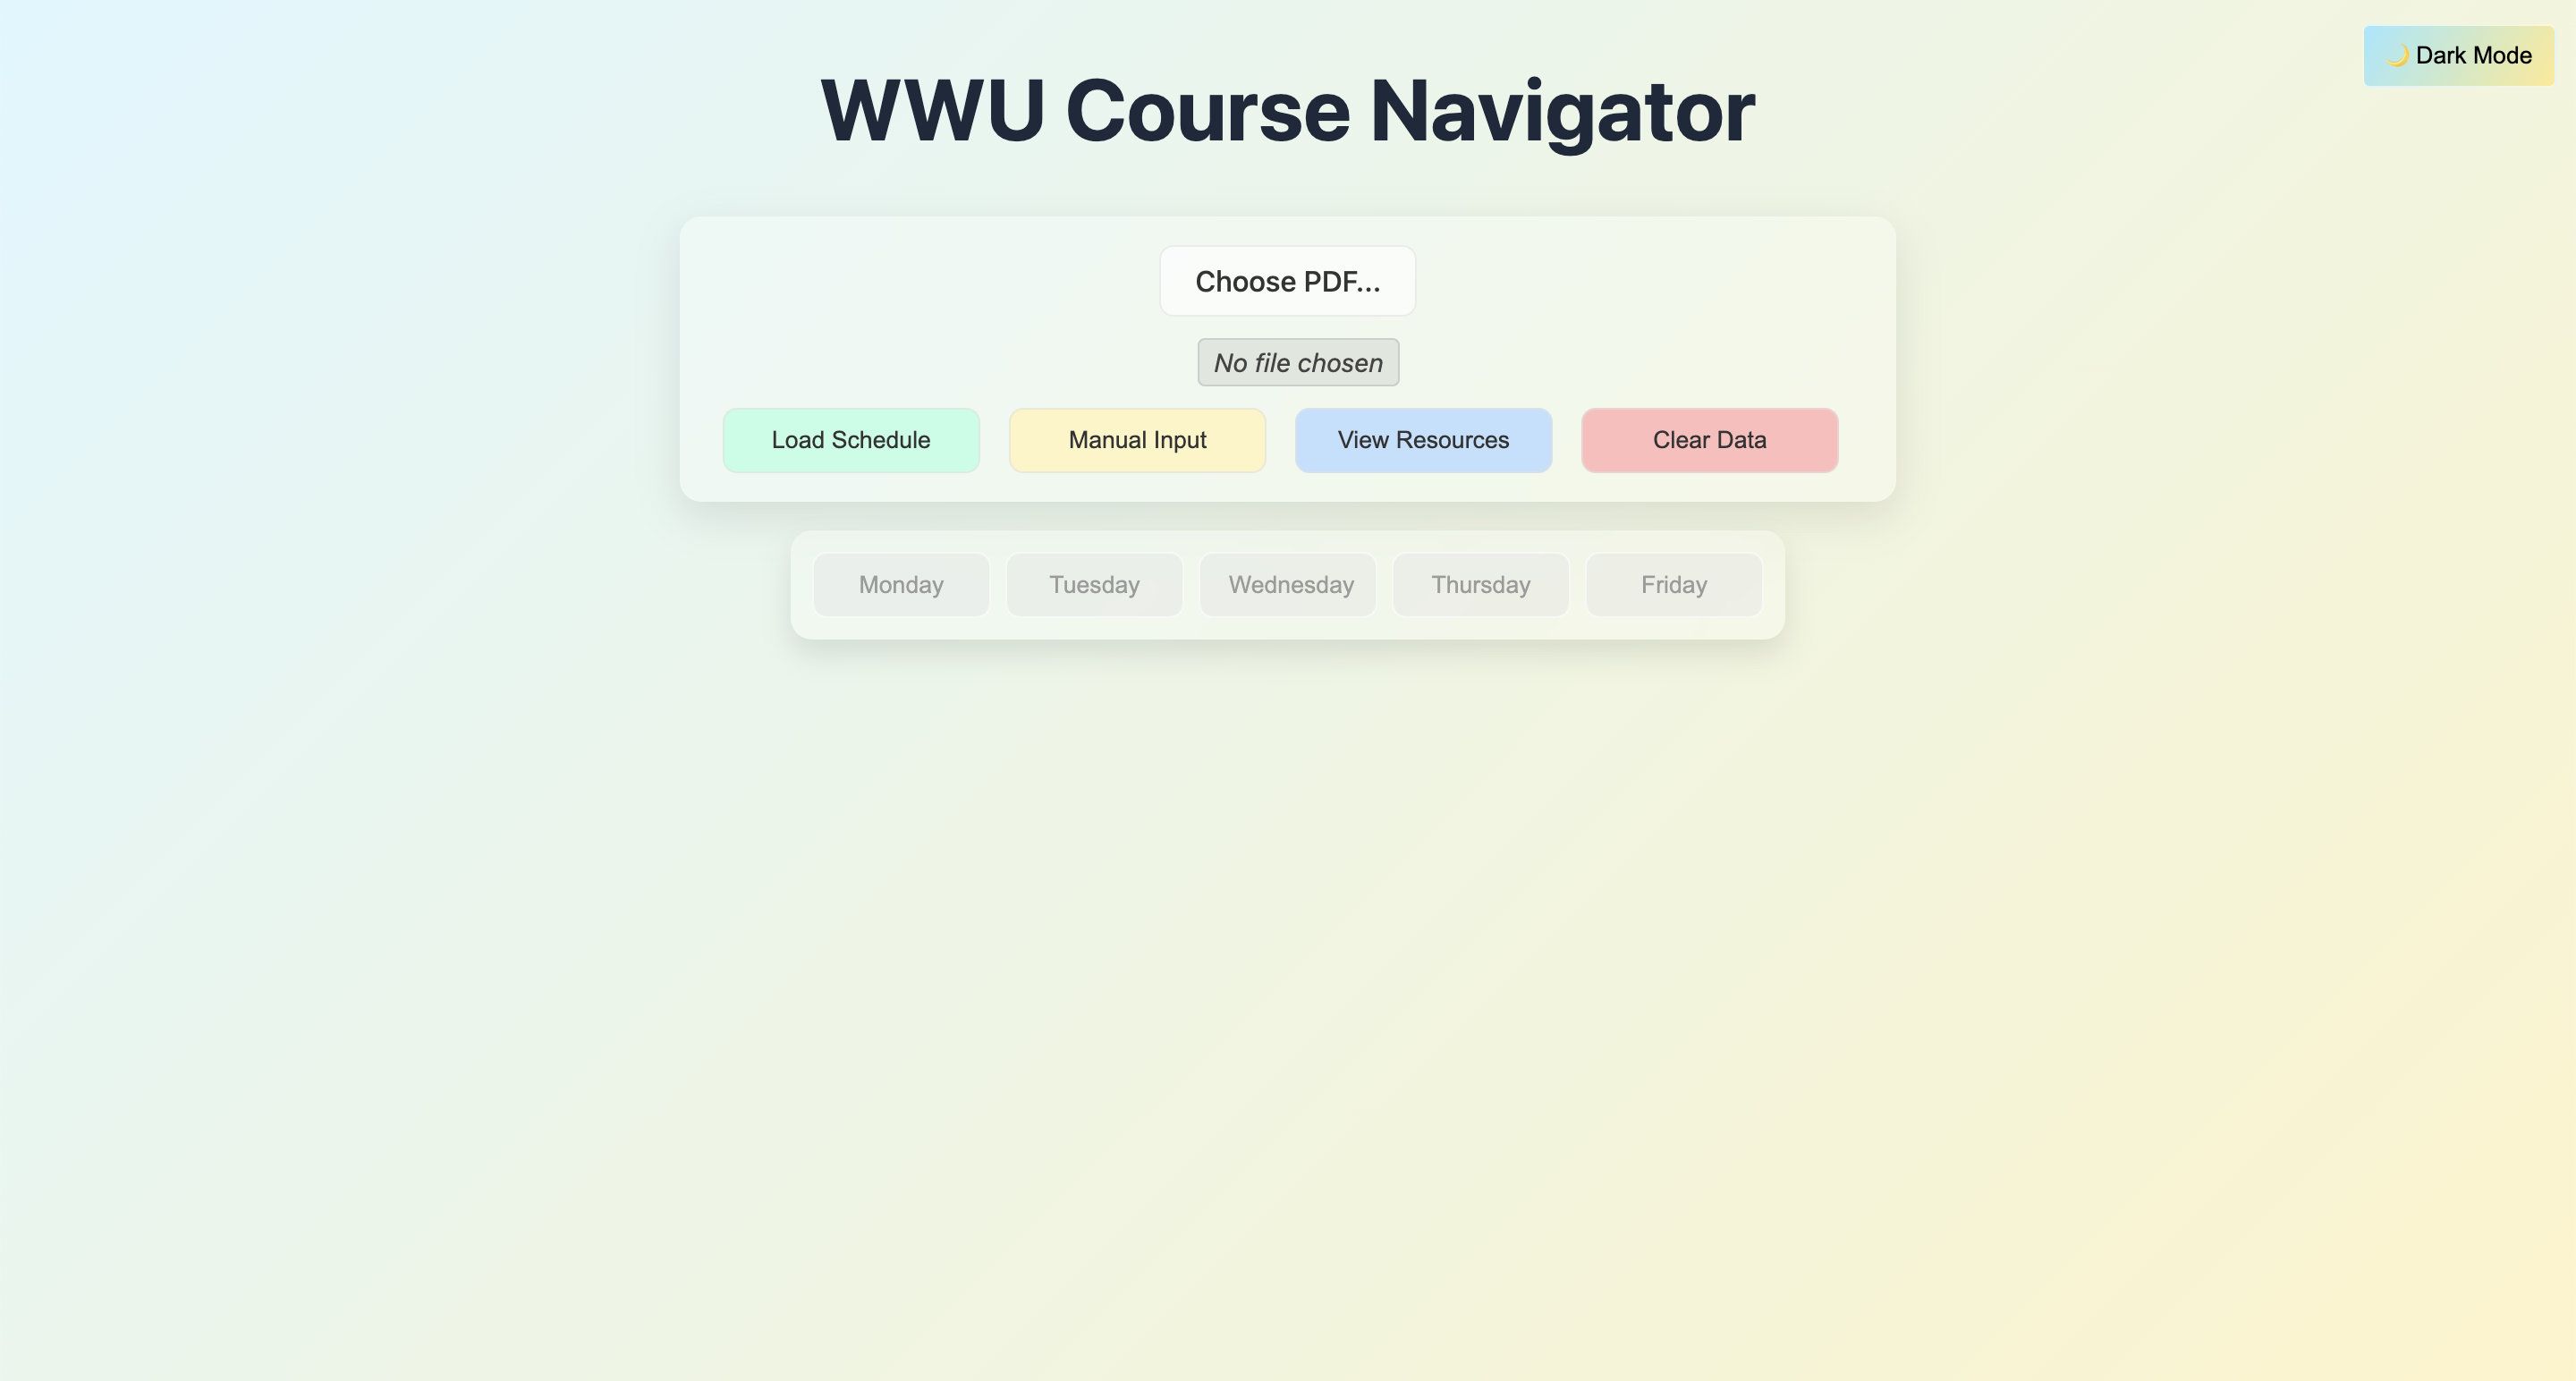 🌙 Dark Mode
WWU Course Navigator
Choose PDF...
No file chosen
Load Schedule
Manual Input
View Resources
Clear Data
Monday
Tuesday
Wednesday
Thursday
Friday